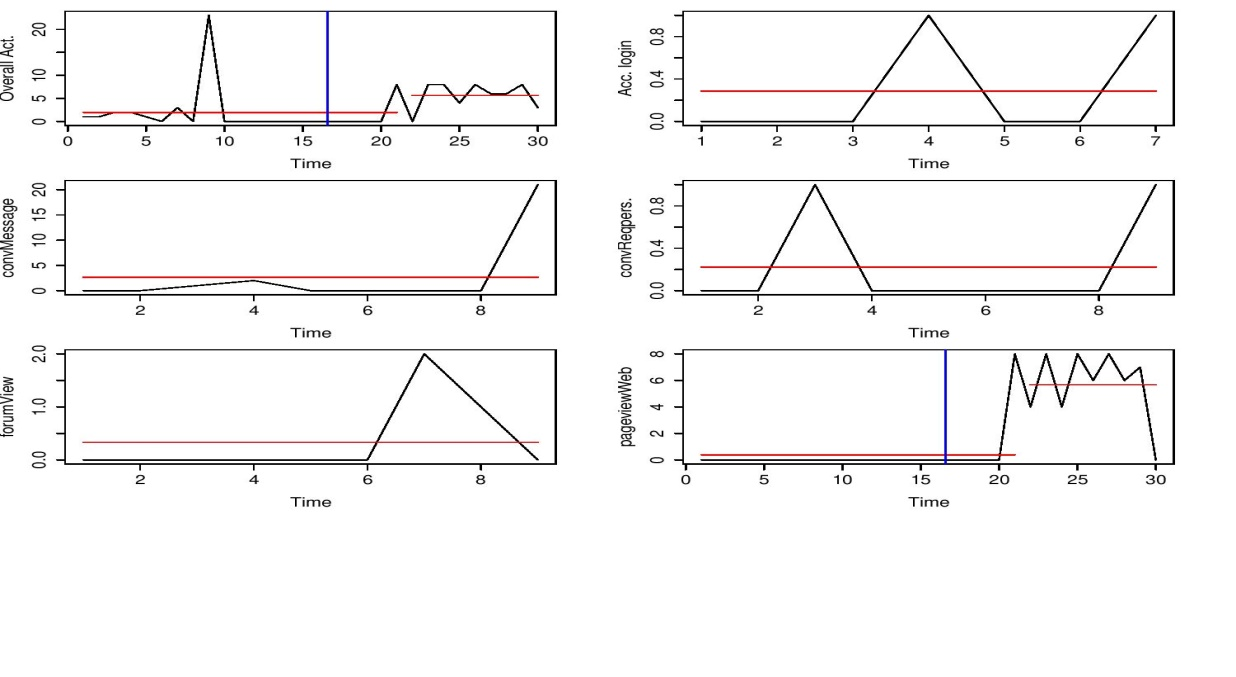 Overall Act.
20
10
5
0
0 5 10 15 20 25 30
Time
Acc. login
0.8
0.4
0.0
1 2 3 4 5 6 7
Time
convMessage
20
15
10
5
0
2 4 6 8
Time
convReqpers.
0.8
0.4
0.0
2 4 6 8
Time
forumView
2.0
1.0
0.0
2 4 6 8
Time
pageviewWeb
8
6
4
2
0
0 5 10 15 20 25 30
Time